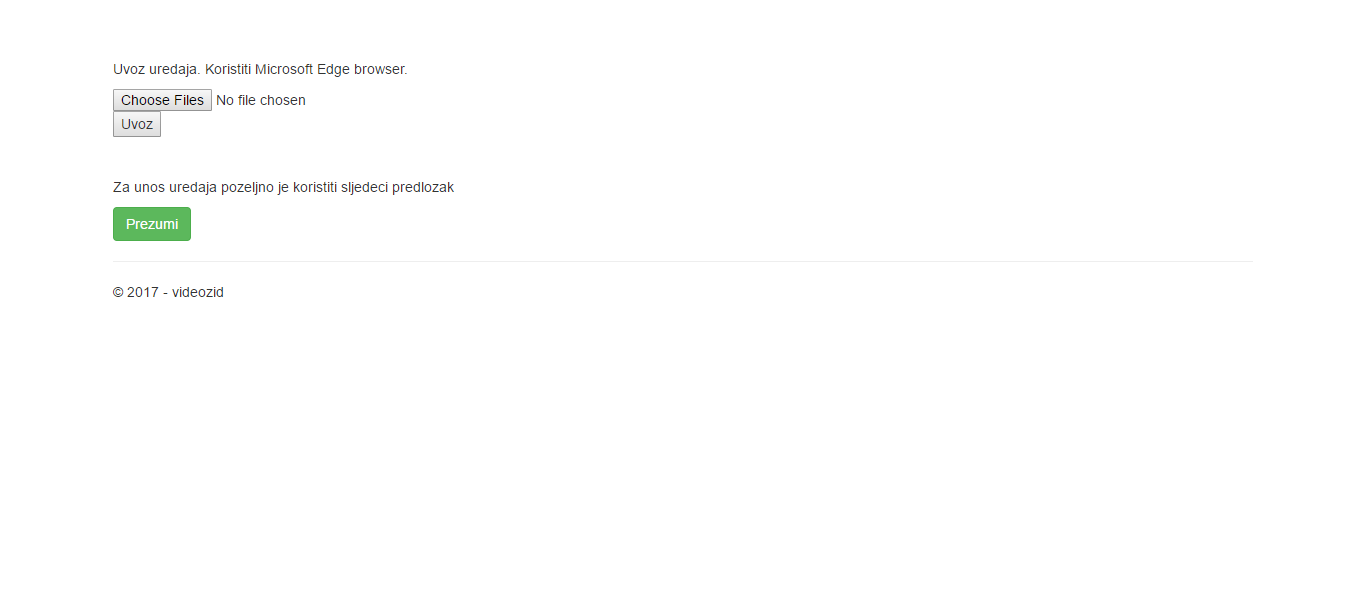 Uvoz uredaja. Koristiti Microsoft Edge browser.
Choose Files No file chosen
Uvoz
Za unos uredaja pozeljno je koristiti sljedeci predlozak
Prezumi
© 2017 - videozid